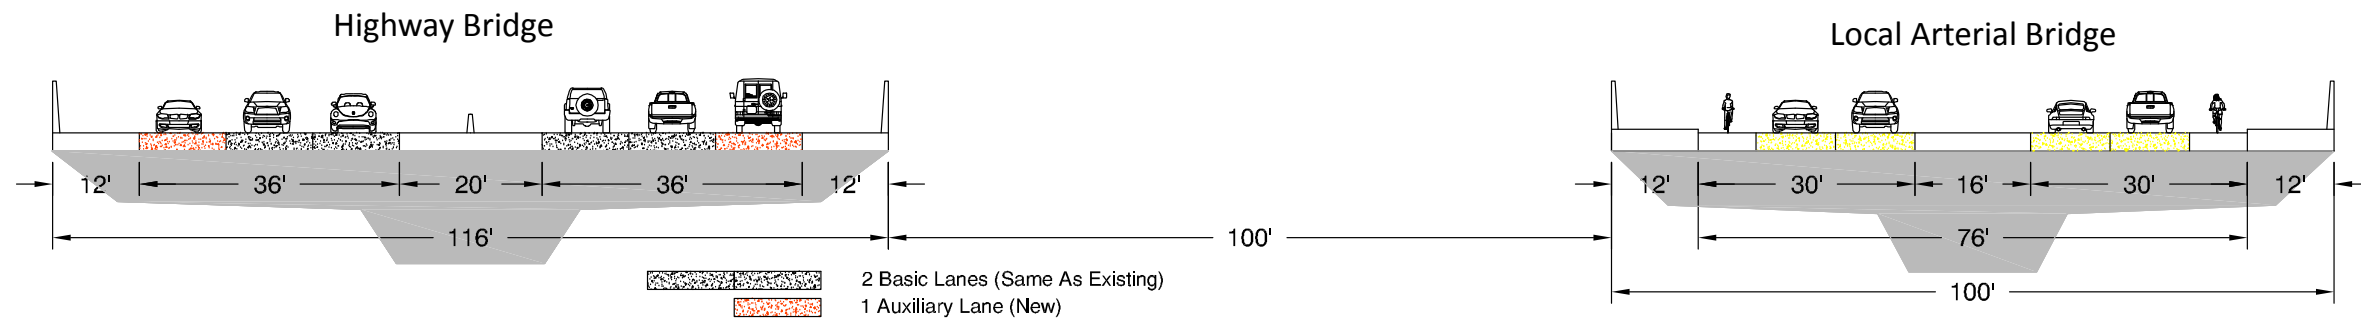 Highway Bridge
Local Arterial Bridge
12' 36' 20' 36' 12'
12' 30' 16' 30' 12'
116' 100' 76'
2 Basic Lanes (Same As Existing)
100'
1 Auxiliary Lane (New)